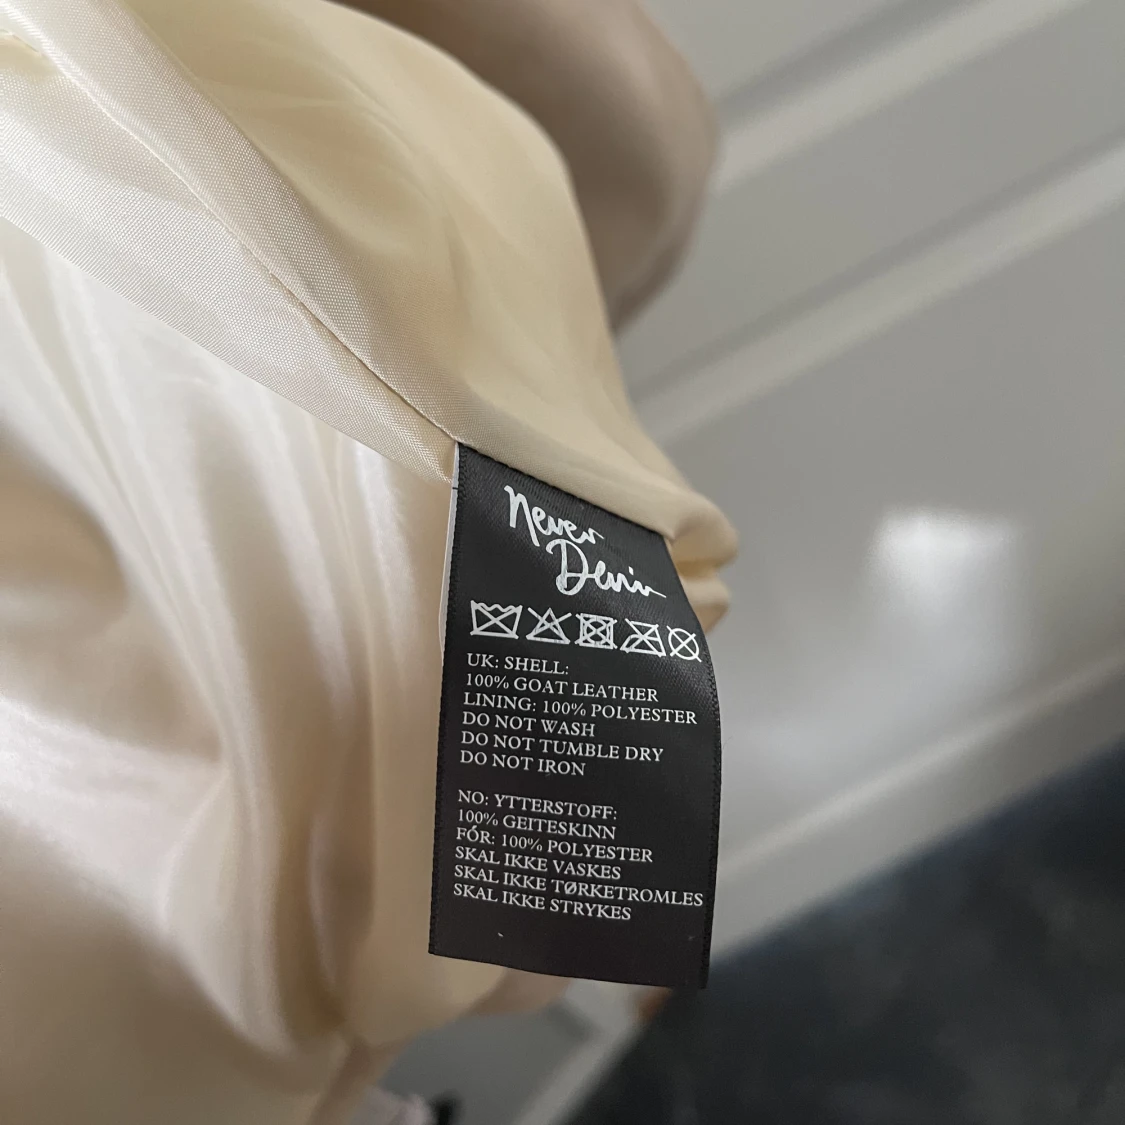 Never
Denim
UK: SHELL:
100% GOAT LEATHER
LINING: 100% POLYESTER
DO NOT WASH
DO NOT TUMBLE DRY
DO NOT IRON
NO: YTTERSTOFF:
100% GEITESKINN
FÓR: 100% POLYESTER
SKAL IKKE VASKES
SKAL IKKE TØRKETROMLES
SKAL IKKE STRYKES